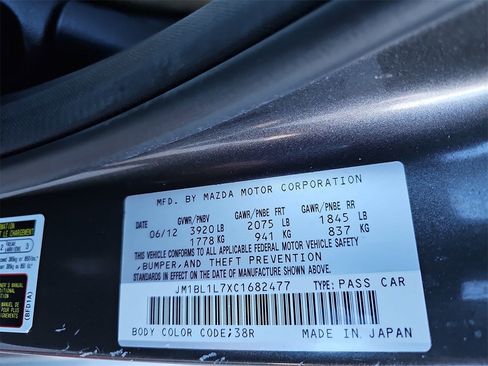 MFD. BY MAZDA MOTOR CORPORATION
GVWR/PNBV GAWR/PNBE FRT GAWR/PNBE RR
06/12 3920 LB 2075 LB 1845 LB
1778 KG 941 KG 837 KG
THIS VEHICLE CONFORMS TO ALL APPLICABLE FEDERAL MOTOR VEHICLE SAFETY,
BUMPER,AND THEFT PREVENTION
STANDARDS IN EFFECT ON THE DATE OF MANUFACTURE SHOWN ABOVE.
JM1BL1L7XC1682477 TYPE: PASS CAR
BODY COLOR CODE;38R MADE IN JAPAN
(BFD1A)